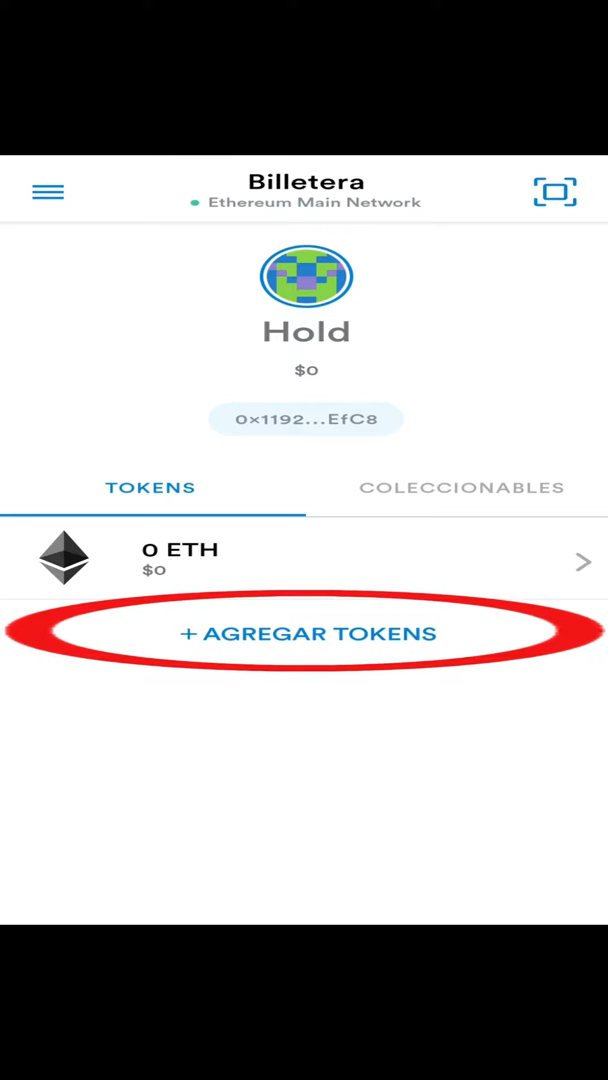 Billetera
Ethereum Main Network
Hold
$0
0x1192...EfC8
TOKENS
COLECCIONABLES
0 ETH
$0
+ AGREGAR TOKENS